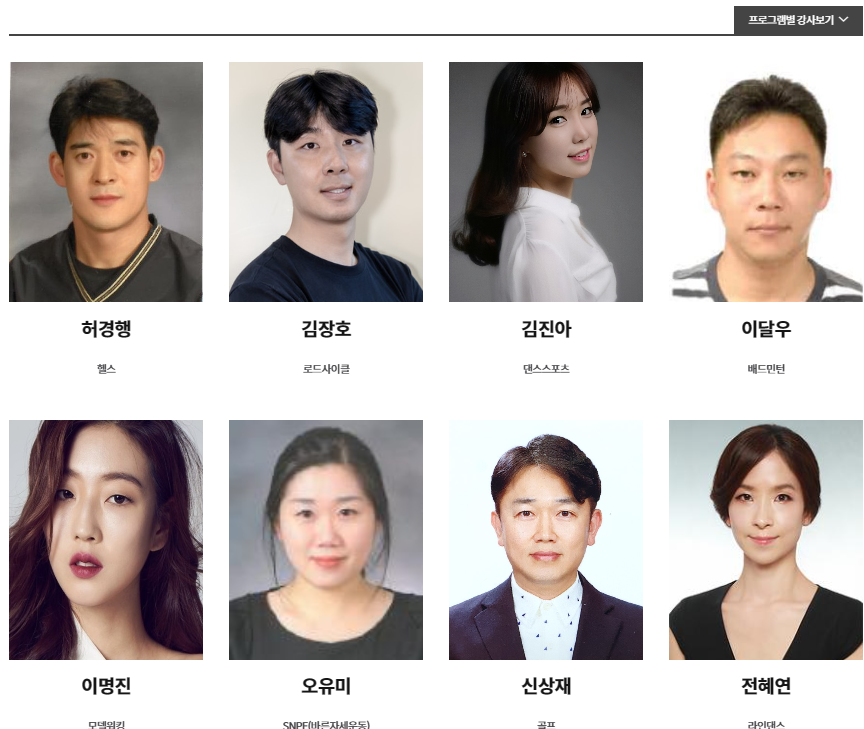 프로그램별 강사보기
허경행 김장호 김진아 이달우
헬스 로드사이클 댄스스포츠 배드민턴
이명진 오유미 신상재 전혜연
모델워킹 SNPE(바른자세운동) 골프 라인댄스